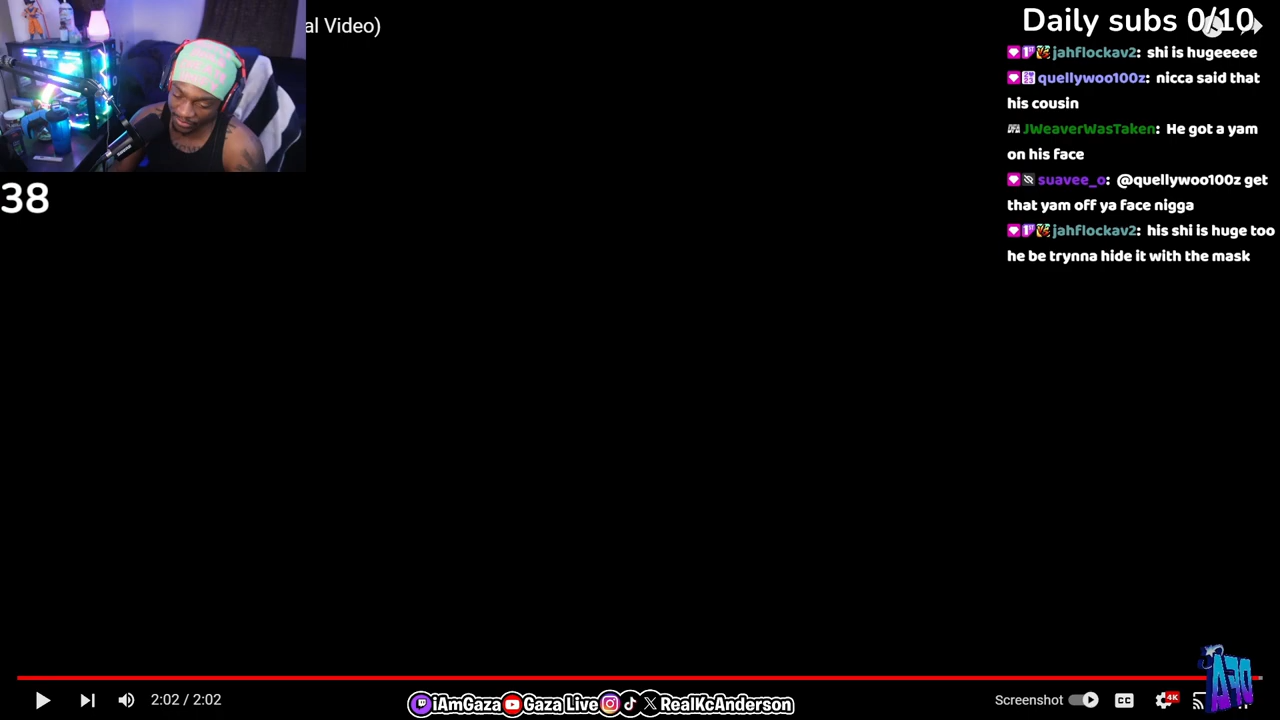 al Video)
Daily subs 0/10
jahflockav2: shi is hugeeeee
quellywoo100z: nicca said that
his cousin
JWeaverWasTaken: He got a yam
on his face
suavee_o: @quellywoo100z get
that yam off ya face nigga
jahflockav2: his shi is huge too
he be trynna hide it with the mask
38
2:02 / 2:02
iAmGaza Gaza Live RealKcAnderson
Screenshot
CC
4K